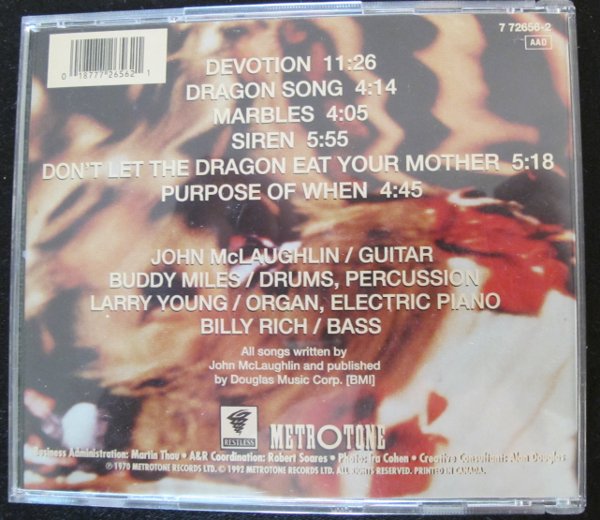 7 72656-2
AAD
0 18777 26562 1
DEVOTION 11:26
DRAGON SONG 4:14
MARBLES 4:05
SIREN 5:55
DON'T LET THE DRAGON EAT YOUR MOTHER 5:18
PURPOSE OF WHEN 4:45
JOHN McLAUGHLIN / GUITAR
BUDDY MILES / DRUMS, PERCUSSION
LARRY YOUNG / ORGAN, ELECTRIC PIANO
BILLY RICH / BASS
All songs written by
John McLaughlin and published
by Douglas Music Corp. [BMI]
RESTLESS
METROTONE
Business Administration: Martin Thau • A&R Coordination: Robert Soares • Photo: Ira Cohen • Creative Consultant: Alan Douglas
℗ 1970 METROTONE RECORDS LTD. © 1992 METROTONE RECORDS LTD. ALL RIGHTS RESERVED. PRINTED IN CANADA.